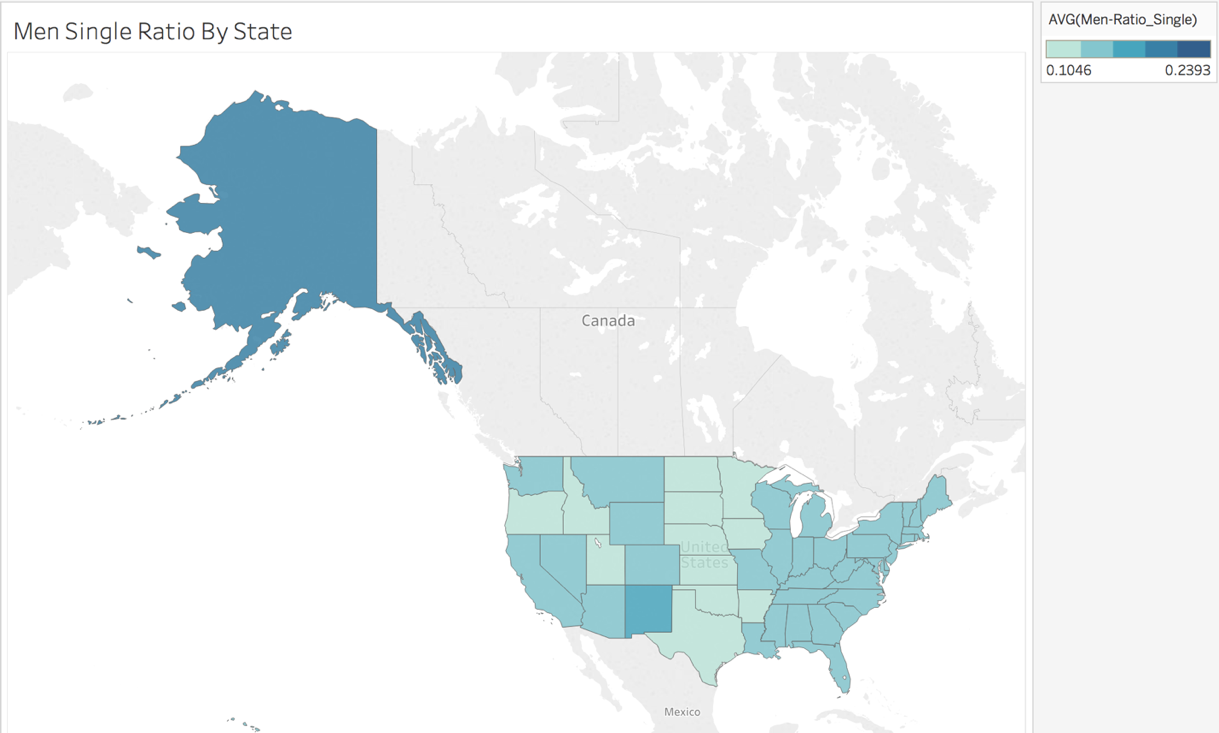 Men Single Ratio By State
AVG(Men-Ratio_Single)
0.1046 0.2393
Canada
United
States
Mexico